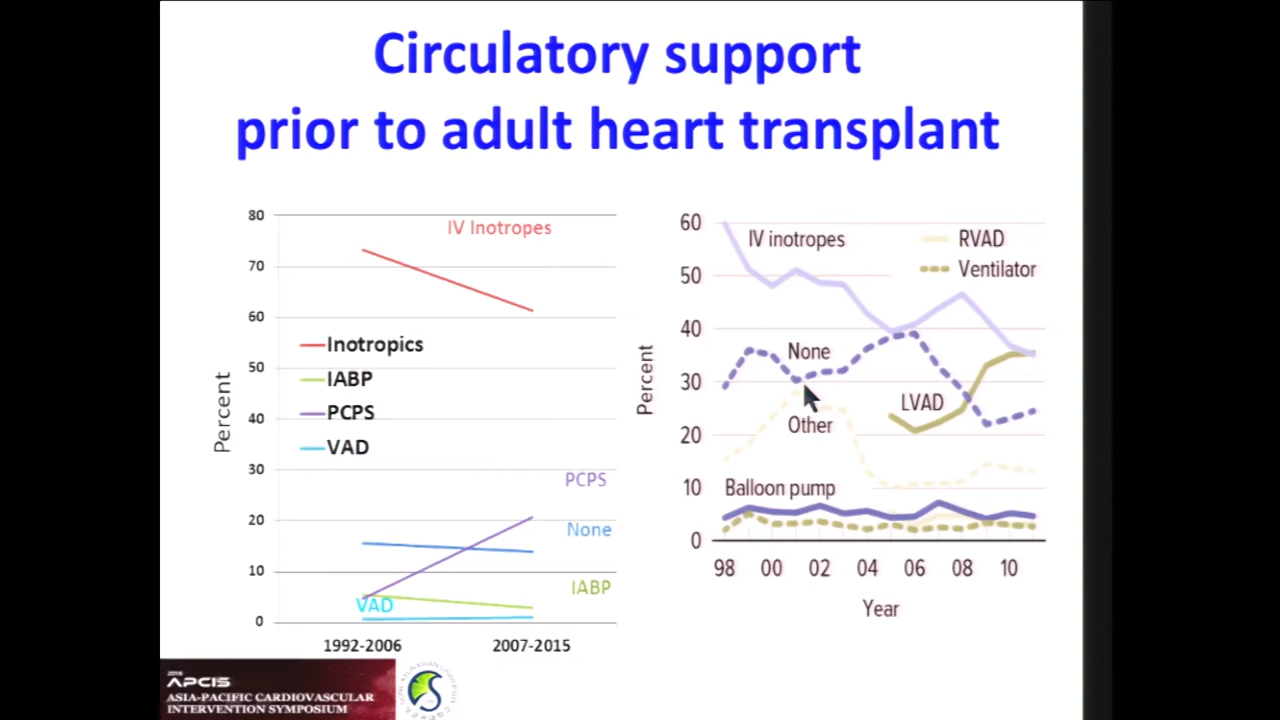 Circulatory support
prior to adult heart transplant
80
70
60
50
40
30
20
10
0
Percent
IV Inotropes
Inotropics
IABP
PCPS
VAD
PCPS
None
IABP
VAD
1992-2006
2007-2015
60
50
40
30
20
10
0
Percent
IV inotropes
RVAD
Ventilator
None
LVAD
Other
Balloon pump
98 00 02 04 06 08 10
Year
2016
APCIS
ASIA-PACIFIC CARDIOVASCULAR
INTERVENTION SYMPOSIUM